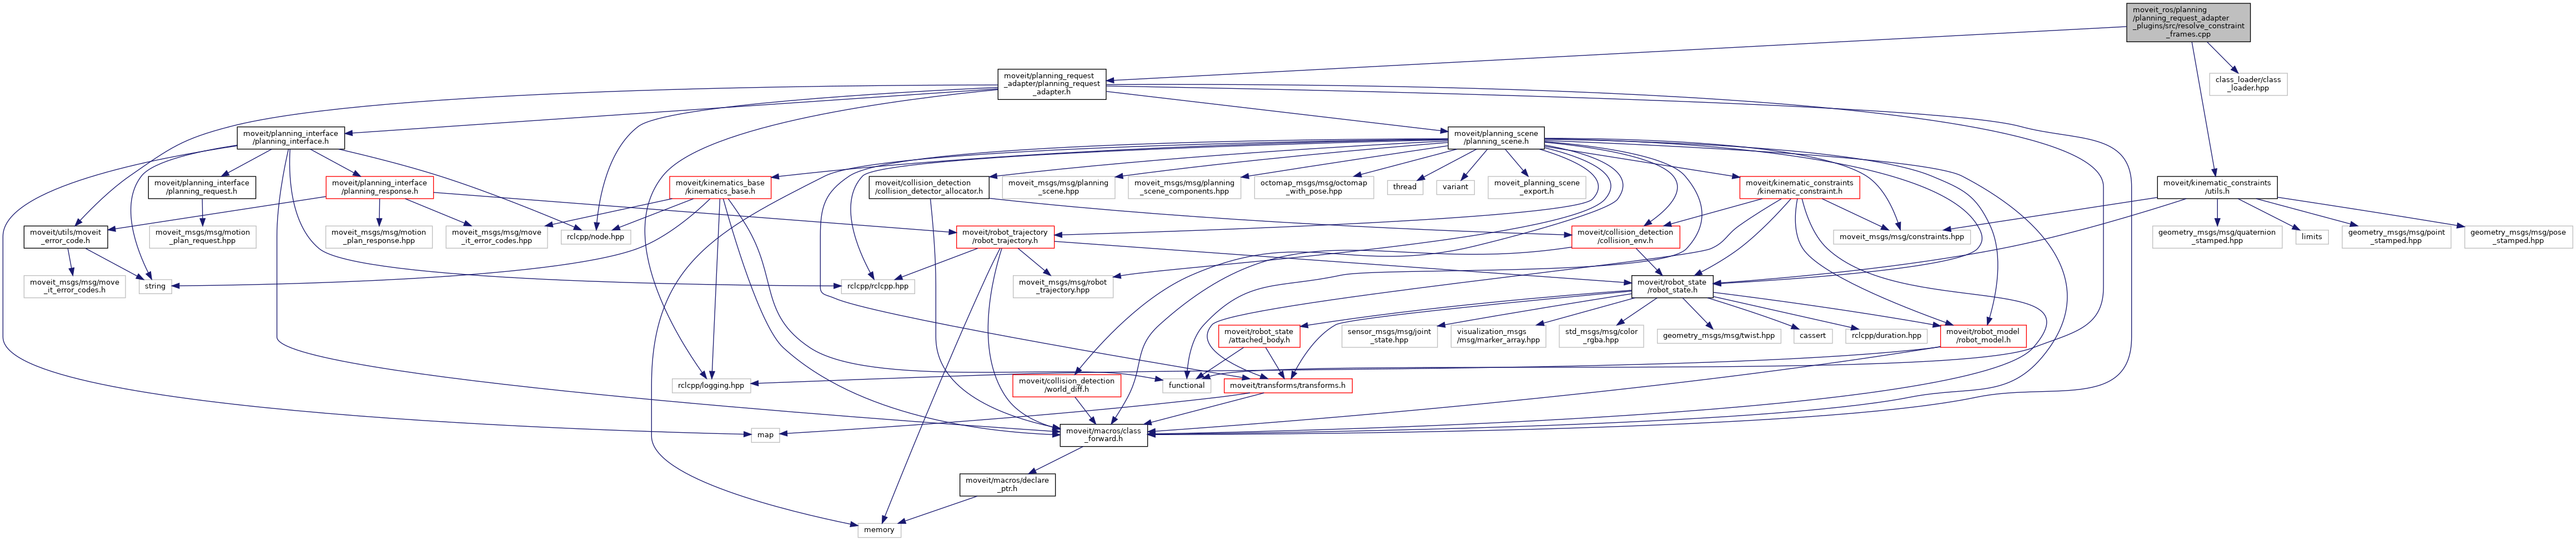 moveit_ros/planning
/planning_request_adapter
_plugins/src/resolve_constraint
_frames.cpp
moveit/planning_request
_adapter/planning_request
_adapter.h
class_loader/class
_loader.hpp
moveit/planning_interface
/planning_interface.h
moveit/planning_scene
/planning_scene.h
moveit/planning_interface
/planning_request.h
moveit/planning_interface
/planning_response.h
moveit/kinematics_base
/kinematics_base.h
moveit/collision_detection
/collision_detector_allocator.h
moveit_msgs/msg/planning
_scene.hpp
moveit_msgs/msg/planning
_scene_components.hpp
octomap_msgs/msg/octomap
_with_pose.hpp
thread
variant
moveit_planning_scene
_export.h
moveit/kinematic_constraints
/kinematic_constraint.h
moveit/kinematic_constraints
/utils.h
moveit/utils/moveit
_error_code.h
moveit_msgs/msg/motion
_plan_request.hpp
moveit_msgs/msg/motion
_plan_response.hpp
moveit_msgs/msg/move
_it_error_codes.hpp
rclcpp/node.hpp
moveit/robot_trajectory
/robot_trajectory.h
moveit/collision_detection
/collision_env.h
moveit_msgs/msg/constraints.hpp
geometry_msgs/msg/quaternion
_stamped.hpp
limits
geometry_msgs/msg/point
_stamped.hpp
geometry_msgs/msg/pose
_stamped.hpp
moveit_msgs/msg/move
_it_error_codes.h
string
rclcpp/rclcpp.hpp
moveit_msgs/msg/robot
_trajectory.hpp
moveit/robot_state
/robot_state.h
moveit/robot_state
/attached_body.h
sensor_msgs/msg/joint
_state.hpp
visualization_msgs
/msg/marker_array.hpp
std_msgs/msg/color
_rgba.hpp
geometry_msgs/msg/twist.hpp
cassert
rclcpp/duration.hpp
moveit/robot_model
/robot_model.h
rclcpp/logging.hpp
moveit/collision_detection
/world_diff.h
functional
moveit/transforms/transforms.h
map
moveit/macros/class
_forward.h
moveit/macros/declare
_ptr.h
memory